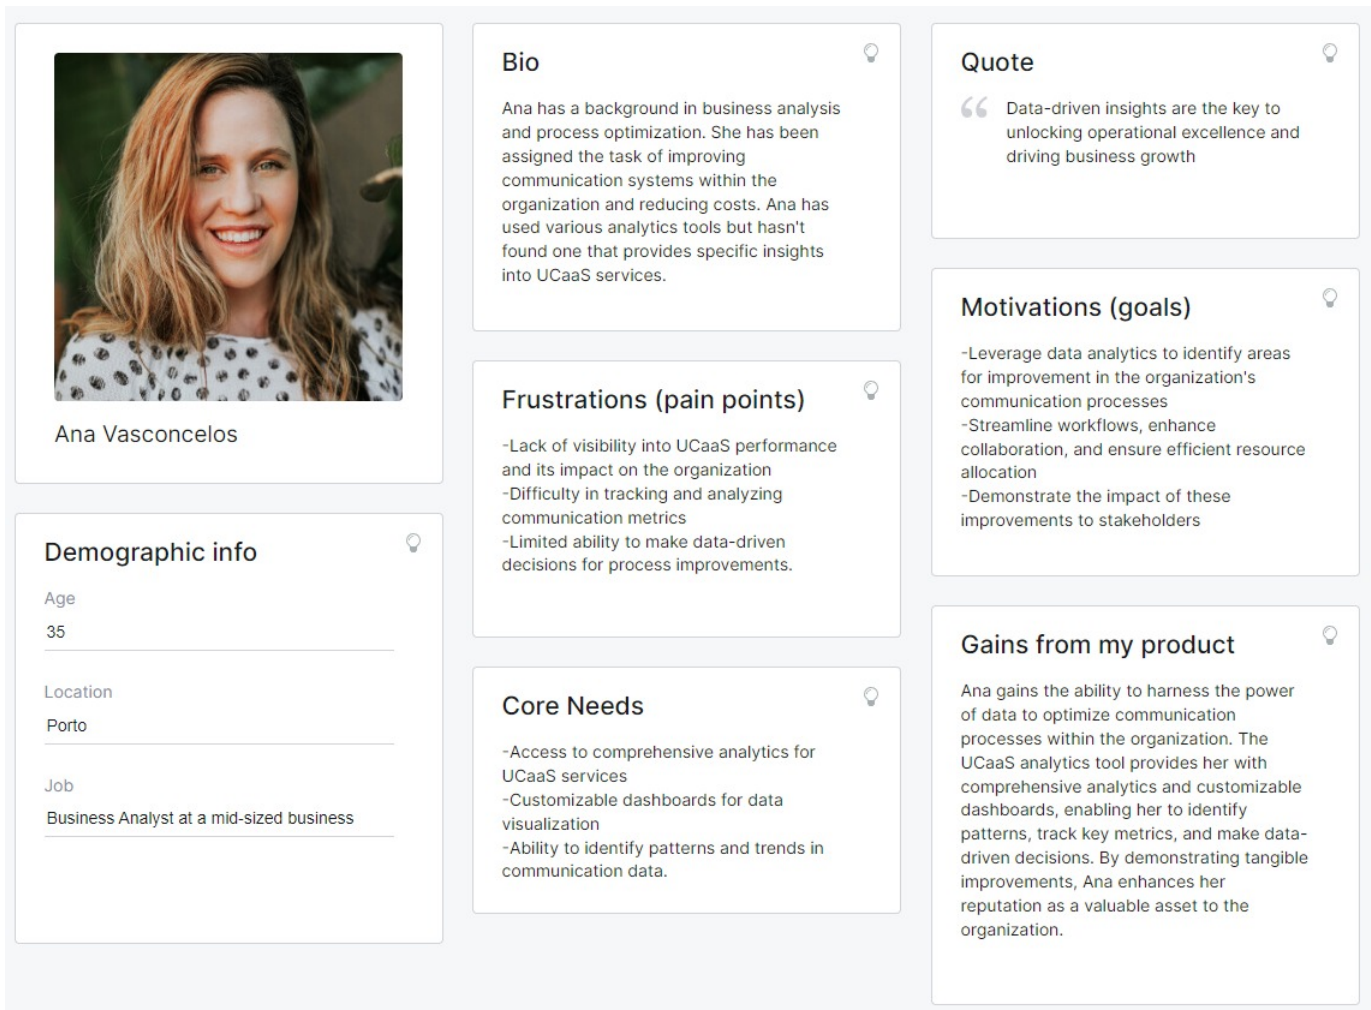 Ana Vasconcelos
Demographic info
Age
35
Location
Porto
Job
Business Analyst at a mid-sized business
Bio
Ana has a background in business analysis
and process optimization. She has been
assigned the task of improving
communication systems within the
organization and reducing costs. Ana has
used various analytics tools but hasn't
found one that provides specific insights
into UCaaS services.
Frustrations (pain points)
-Lack of visibility into UCaaS performance
and its impact on the organization
-Difficulty in tracking and analyzing
communication metrics
-Limited ability to make data-driven
decisions for process improvements.
Core Needs
-Access to comprehensive analytics for
UCaaS services
-Customizable dashboards for data
visualization
-Ability to identify patterns and trends in
communication data.
Quote
“ Data-driven insights are the key to
unlocking operational excellence and
driving business growth
Motivations (goals)
-Leverage data analytics to identify areas
for improvement in the organization's
communication processes
-Streamline workflows, enhance
collaboration, and ensure efficient resource
allocation
-Demonstrate the impact of these
improvements to stakeholders
Gains from my product
Ana gains the ability to harness the power
of data to optimize communication
processes within the organization. The
UCaaS analytics tool provides her with
comprehensive analytics and customizable
dashboards, enabling her to identify
patterns, track key metrics, and make data-
driven decisions. By demonstrating tangible
improvements, Ana enhances her
reputation as a valuable asset to the
organization.